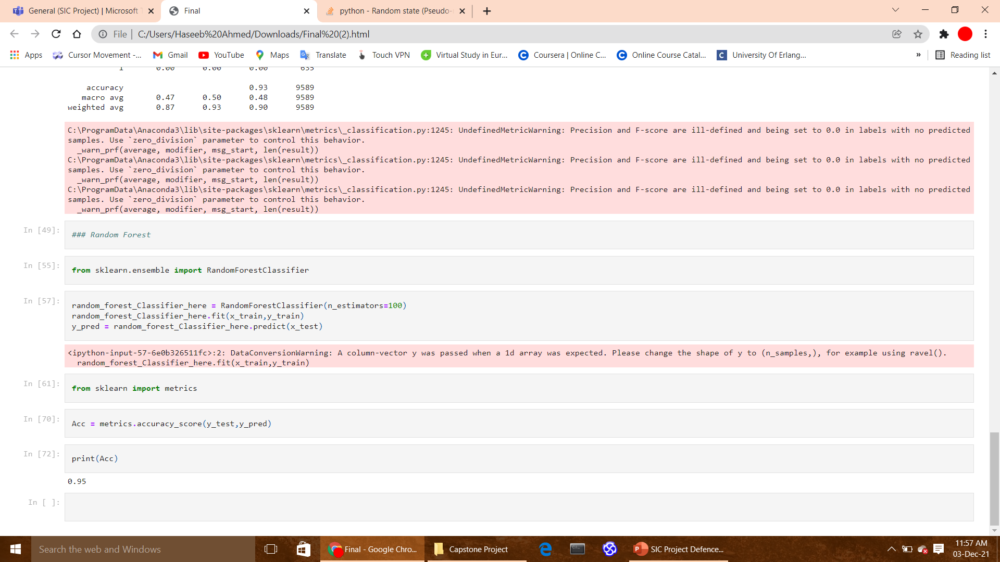 General (SIC Project) | Microsoft T
Final
python - Random state (Pseudo-r
File | C:/Users/Haseeb%20Ahmed/Downloads/Final%20(2).html
Apps
Cursor Movement -...
Gmail
YouTube
Maps
Translate
Touch VPN
Virtual Study in Eur...
Coursera | Online C...
Online Course Catal...
University Of Erlang...
»
Reading list
1 0.00 0.00 0.00 635
accuracy 0.93 9589
macro avg 0.47 0.50 0.48 9589
weighted avg 0.87 0.93 0.90 9589
C:\ProgramData\Anaconda3\lib\site-packages\sklearn\metrics\_classification.py:1245: UndefinedMetricWarning: Precision and F-score are ill-defined and being set to 0.0 in labels with no predicted
samples. Use `zero_division` parameter to control this behavior.
_warn_prf(average, modifier, msg_start, len(result))
C:\ProgramData\Anaconda3\lib\site-packages\sklearn\metrics\_classification.py:1245: UndefinedMetricWarning: Precision and F-score are ill-defined and being set to 0.0 in labels with no predicted
samples. Use `zero_division` parameter to control this behavior.
_warn_prf(average, modifier, msg_start, len(result))
C:\ProgramData\Anaconda3\lib\site-packages\sklearn\metrics\_classification.py:1245: UndefinedMetricWarning: Precision and F-score are ill-defined and being set to 0.0 in labels with no predicted
samples. Use `zero_division` parameter to control this behavior.
_warn_prf(average, modifier, msg_start, len(result))
In [49]:
### Random Forest
In [55]:
from sklearn.ensemble import RandomForestClassifier
In [57]:
random_forest_Classifier_here = RandomForestClassifier(n_estimators=100)
random_forest_Classifier_here.fit(x_train,y_train)
y_pred = random_forest_Classifier_here.predict(x_test)
<ipython-input-57-6e0b326511fc>:2: DataConversionWarning: A column-vector y was passed when a 1d array was expected. Please change the shape of y to (n_samples,), for example using ravel().
random_forest_Classifier_here.fit(x_train,y_train)
In [61]:
from sklearn import metrics
In [70]:
Acc = metrics.accuracy_score(y_test,y_pred)
In [72]:
print(Acc)
0.95
In [ ]:
Search the web and Windows
Final - Google Chro...
Capstone Project
SIC Project Defence...
11:57 AM
03-Dec-21